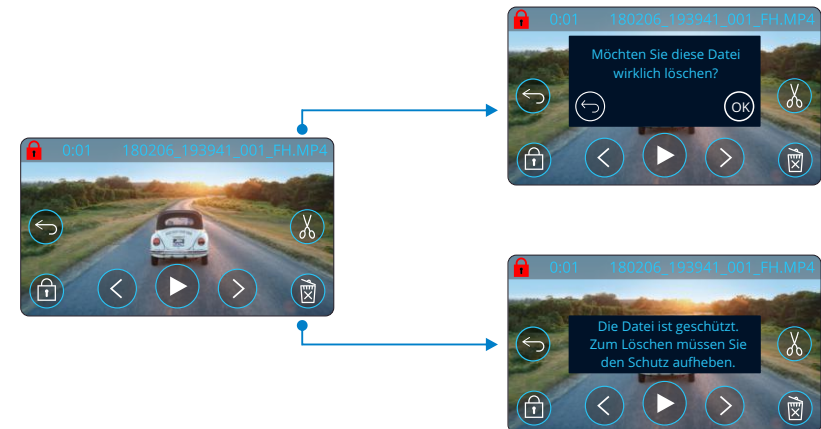 0:01 180206_193941_001_FH.MP4
0:01 180206_193941_001_FH.MP4
Möchten Sie diese Datei
wirklich löschen?
OK
0:01 180206_193941_001_FH.MP4
Die Datei ist geschützt.
Zum Löschen müssen Sie
den Schutz aufheben.